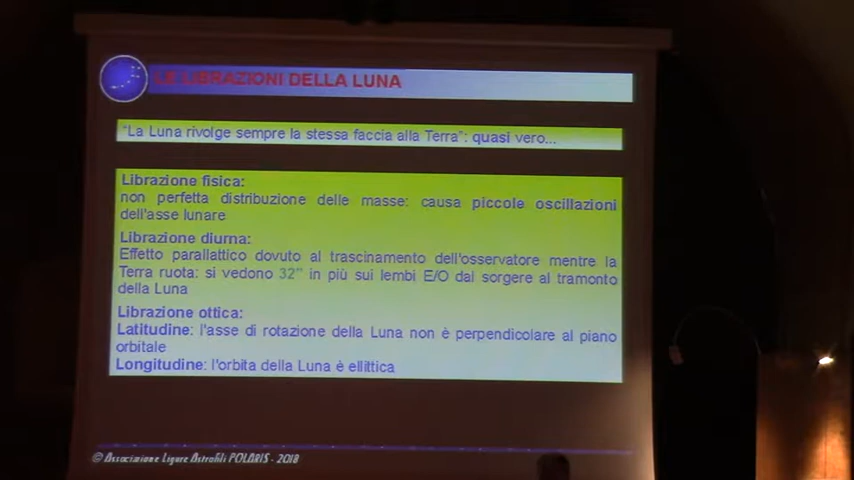 LE LIBRAZIONI DELLA LUNA
"La Luna rivolge sempre la stessa faccia alla Terra": quasi vero...
Librazione fisica:
non perfetta distribuzione delle masse: causa piccole oscillazioni
dell'asse lunare
Librazione diurna:
Effetto parallattico dovuto al trascinamento dell'osservatore mentre la
Terra ruota: si vedono 32" in più sui lembi E/O dal sorgere al tramonto
della Luna
Librazione ottica:
Latitudine: l'asse di rotazione della Luna non è perpendicolare al piano
orbitale
Longitudine: l'orbita della Luna è ellittica
© Associazione Ligure Astrofili POLARIS - 2018